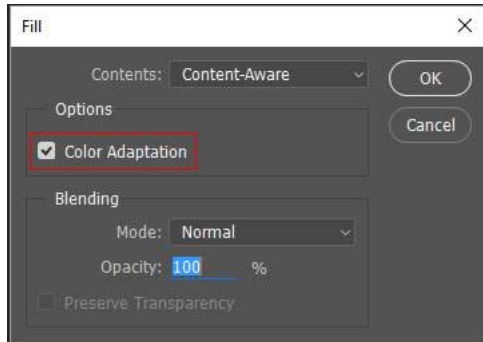 Fill
Contents: Content-Aware
OK
Options
Cancel
Color Adaptation
Blending
Mode: Normal
Opacity: 100 %
Preserve Transparency